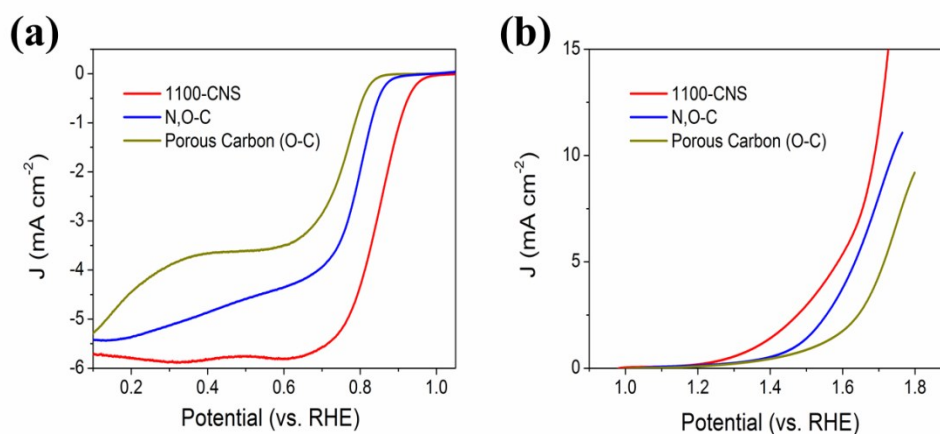 (a)
0
-1
-2
-3
-4
-5
-6
J (mA cm-2)
1100-CNS
N,O-C
Porous Carbon (O-C)
0.2 0.4 0.6 0.8 1.0
Potential (vs. RHE)
(b)
15
10
5
0
J (mA cm-2)
1100-CNS
N,O-C
Porous Carbon (O-C)
1.0 1.2 1.4 1.6 1.8
Potential (vs. RHE)